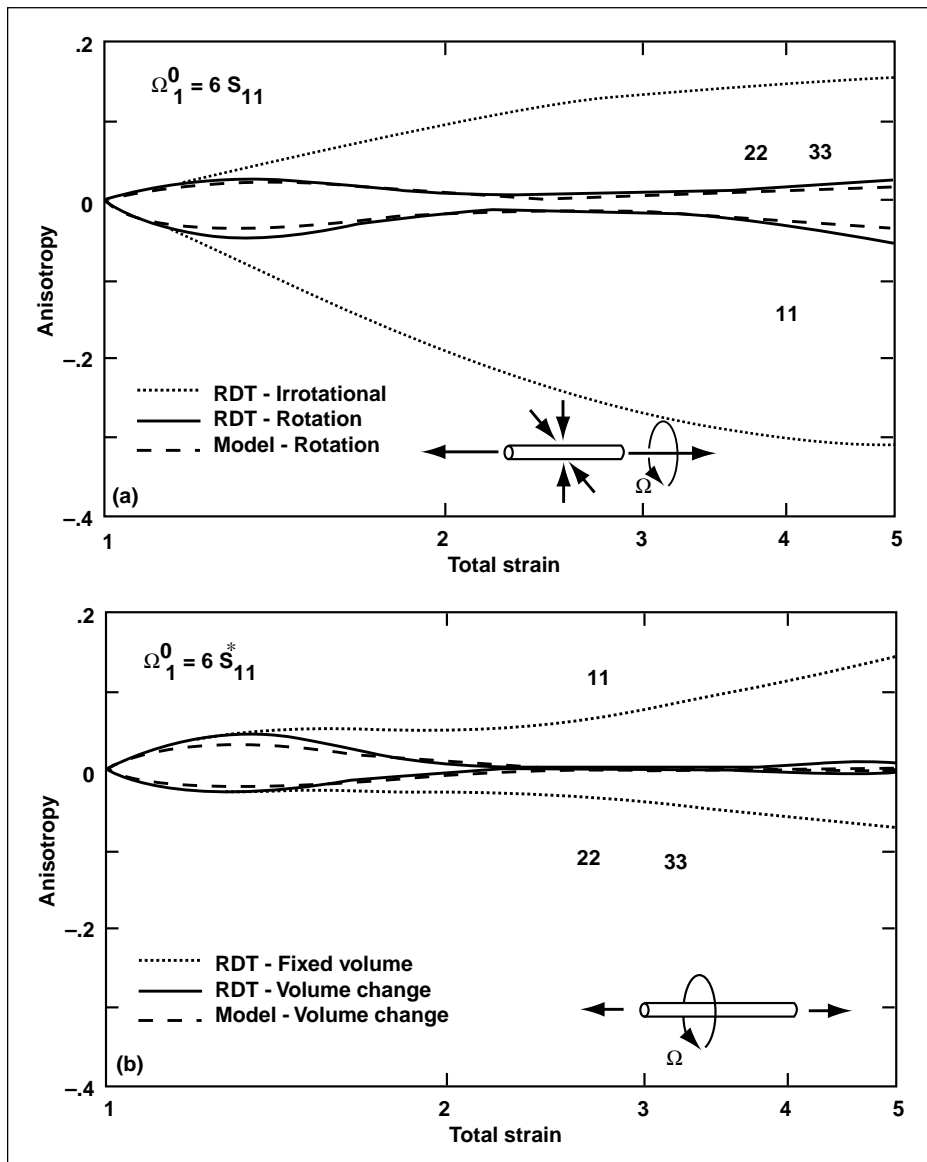 .2
Ω⁰₁ = 6 S₁₁
22 33
0
Anisotropy
11
–.2
RDT - Irrotational
RDT - Rotation
Model - Rotation
Ω
(a)
–.4
1 2 3 4 5
Total strain
.2
Ω⁰₁ = 6 S*₁₁
11
0
Anisotropy
22 33
–.2
RDT - Fixed volume
RDT - Volume change
Model - Volume change
Ω
(b)
–.4
1 2 3 4 5
Total strain